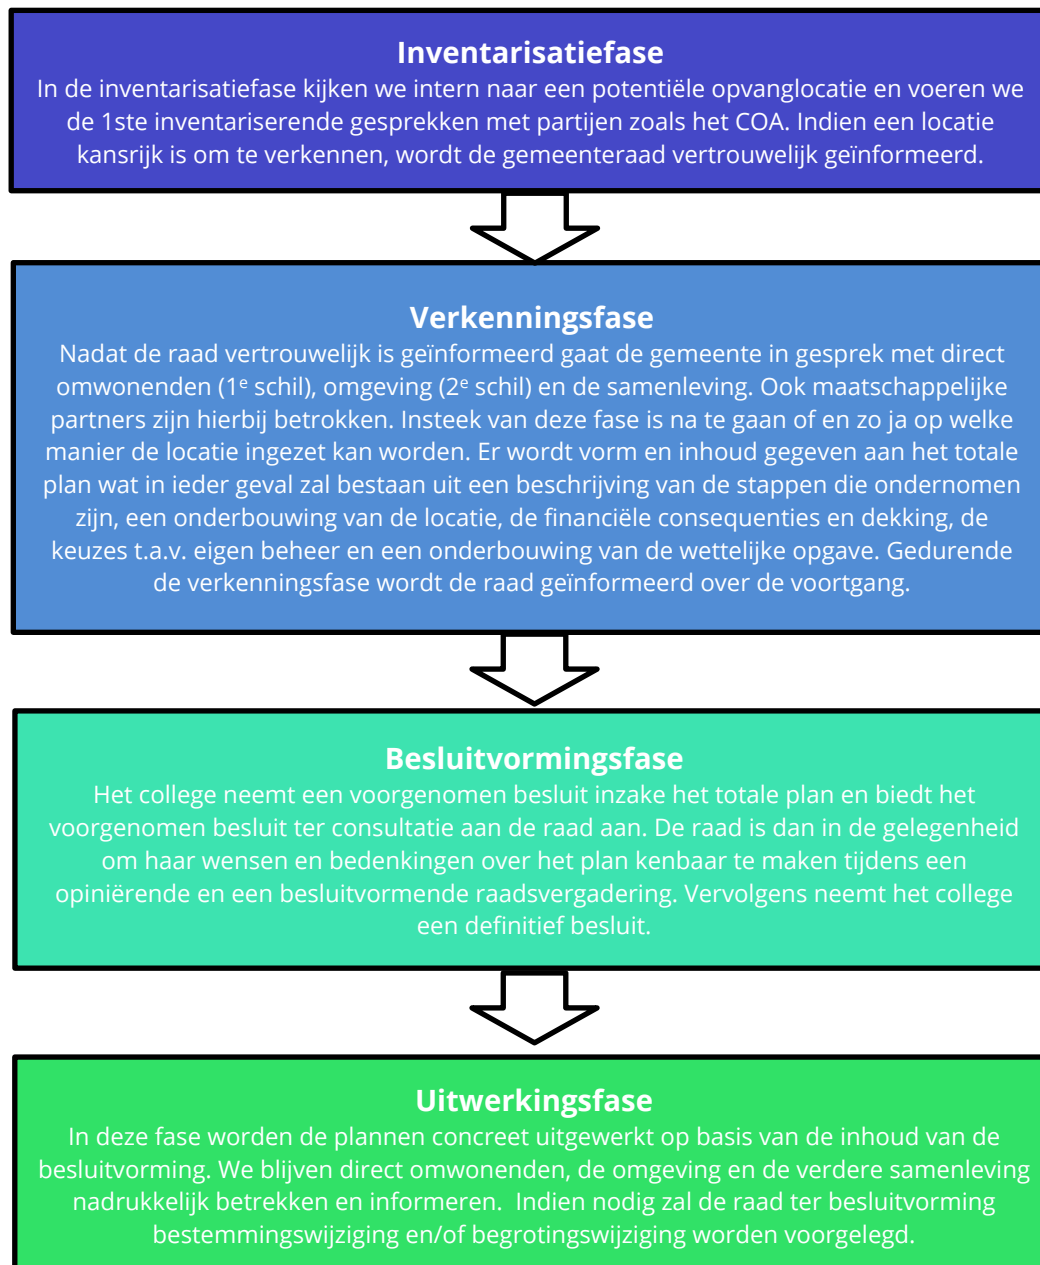 Inventarisatiefase
In de inventarisatiefase kijken we intern naar een potentiële opvanglocatie en voeren we
de 1ste inventariserende gesprekken met partijen zoals het COA. Indien een locatie
kansrijk is om te verkennen, wordt de gemeenteraad vertrouwelijk geïnformeerd.
Verkenningsfase
Nadat de raad vertrouwelijk is geïnformeerd gaat de gemeente in gesprek met direct
omwonenden (1e schil), omgeving (2e schil) en de samenleving. Ook maatschappelijke
partners zijn hierbij betrokken. Insteek van deze fase is na te gaan of en zo ja op welke
manier de locatie ingezet kan worden. Er wordt vorm en inhoud gegeven aan het totale
plan wat in ieder geval zal bestaan uit een beschrijving van de stappen die ondernomen
zijn, een onderbouwing van de locatie, de financiële consequenties en dekking, de
keuzes t.a.v. eigen beheer en een onderbouwing van de wettelijke opgave. Gedurende
de verkenningsfase wordt de raad geïnformeerd over de voortgang.
Besluitvormingsfase
Het college neemt een voorgenomen besluit inzake het totale plan en biedt het
voorgenomen besluit ter consultatie aan de raad aan. De raad is dan in de gelegenheid
om haar wensen en bedenkingen over het plan kenbaar te maken tijdens een
opiniërende en een besluitvormende raadsvergadering. Vervolgens neemt het college
een definitief besluit.
Uitwerkingsfase
In deze fase worden de plannen concreet uitgewerkt op basis van de inhoud van de
besluitvorming. We blijven direct omwonenden, de omgeving en de verdere samenleving
nadrukkelijk betrekken en informeren.  Indien nodig zal de raad ter besluitvorming
bestemmingswijziging en/of begrotingswijziging worden voorgelegd.